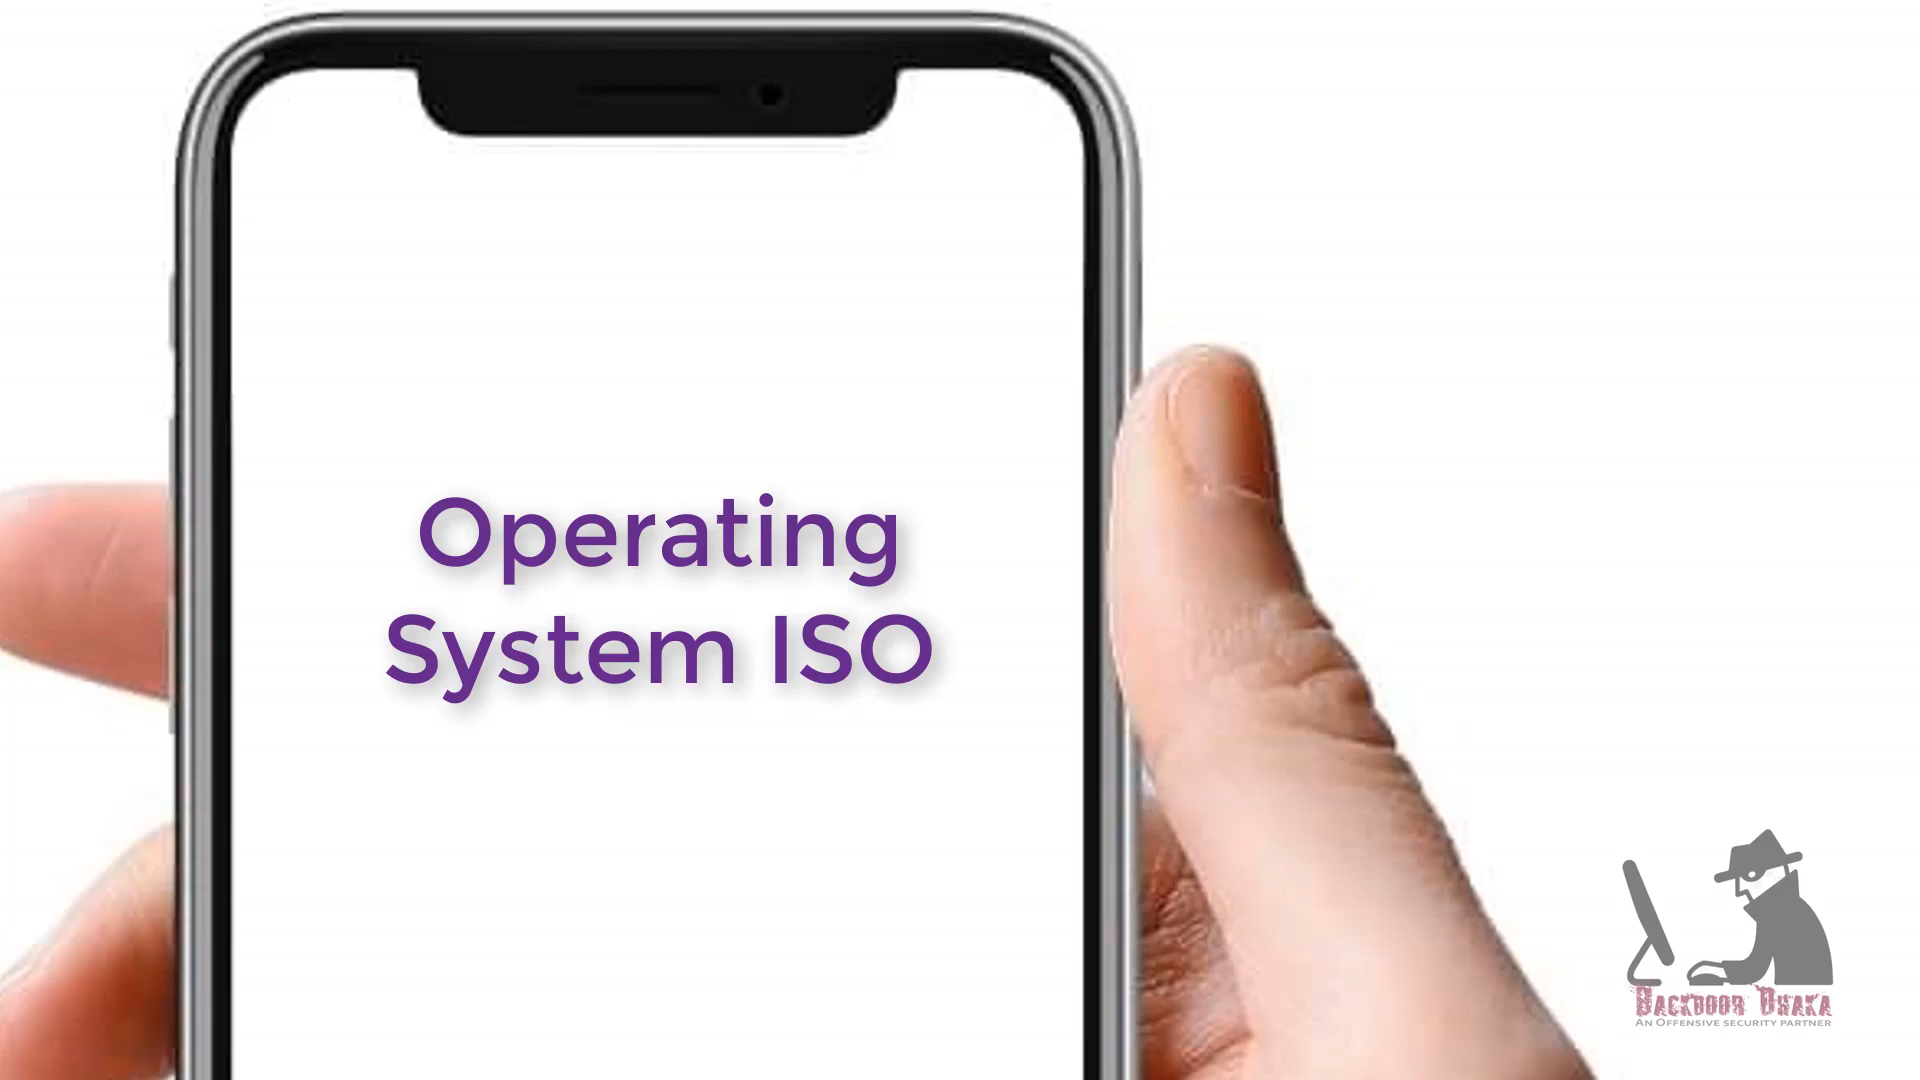 Operating
System ISO
Backdoor Dhaka
An Offensive security partner